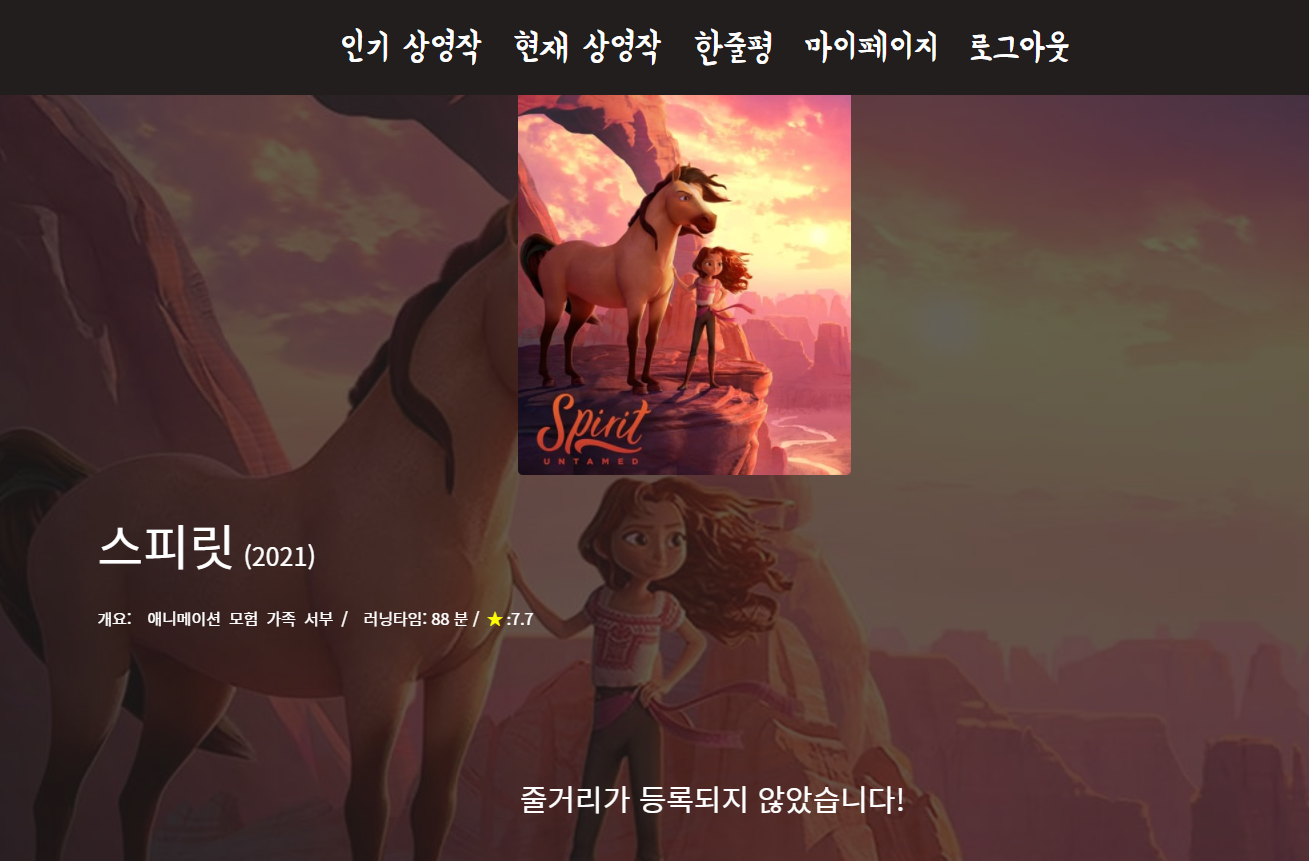 인기 상영작 현재 상영작 한줄평 마이페이지 로그아웃
Spirit
UNTAMED
스피릿 (2021)
개요: 애니메이션 모험 가족 서부 / 러닝타임: 88 분 / ★ :7.7
줄거리가 등록되지 않았습니다!